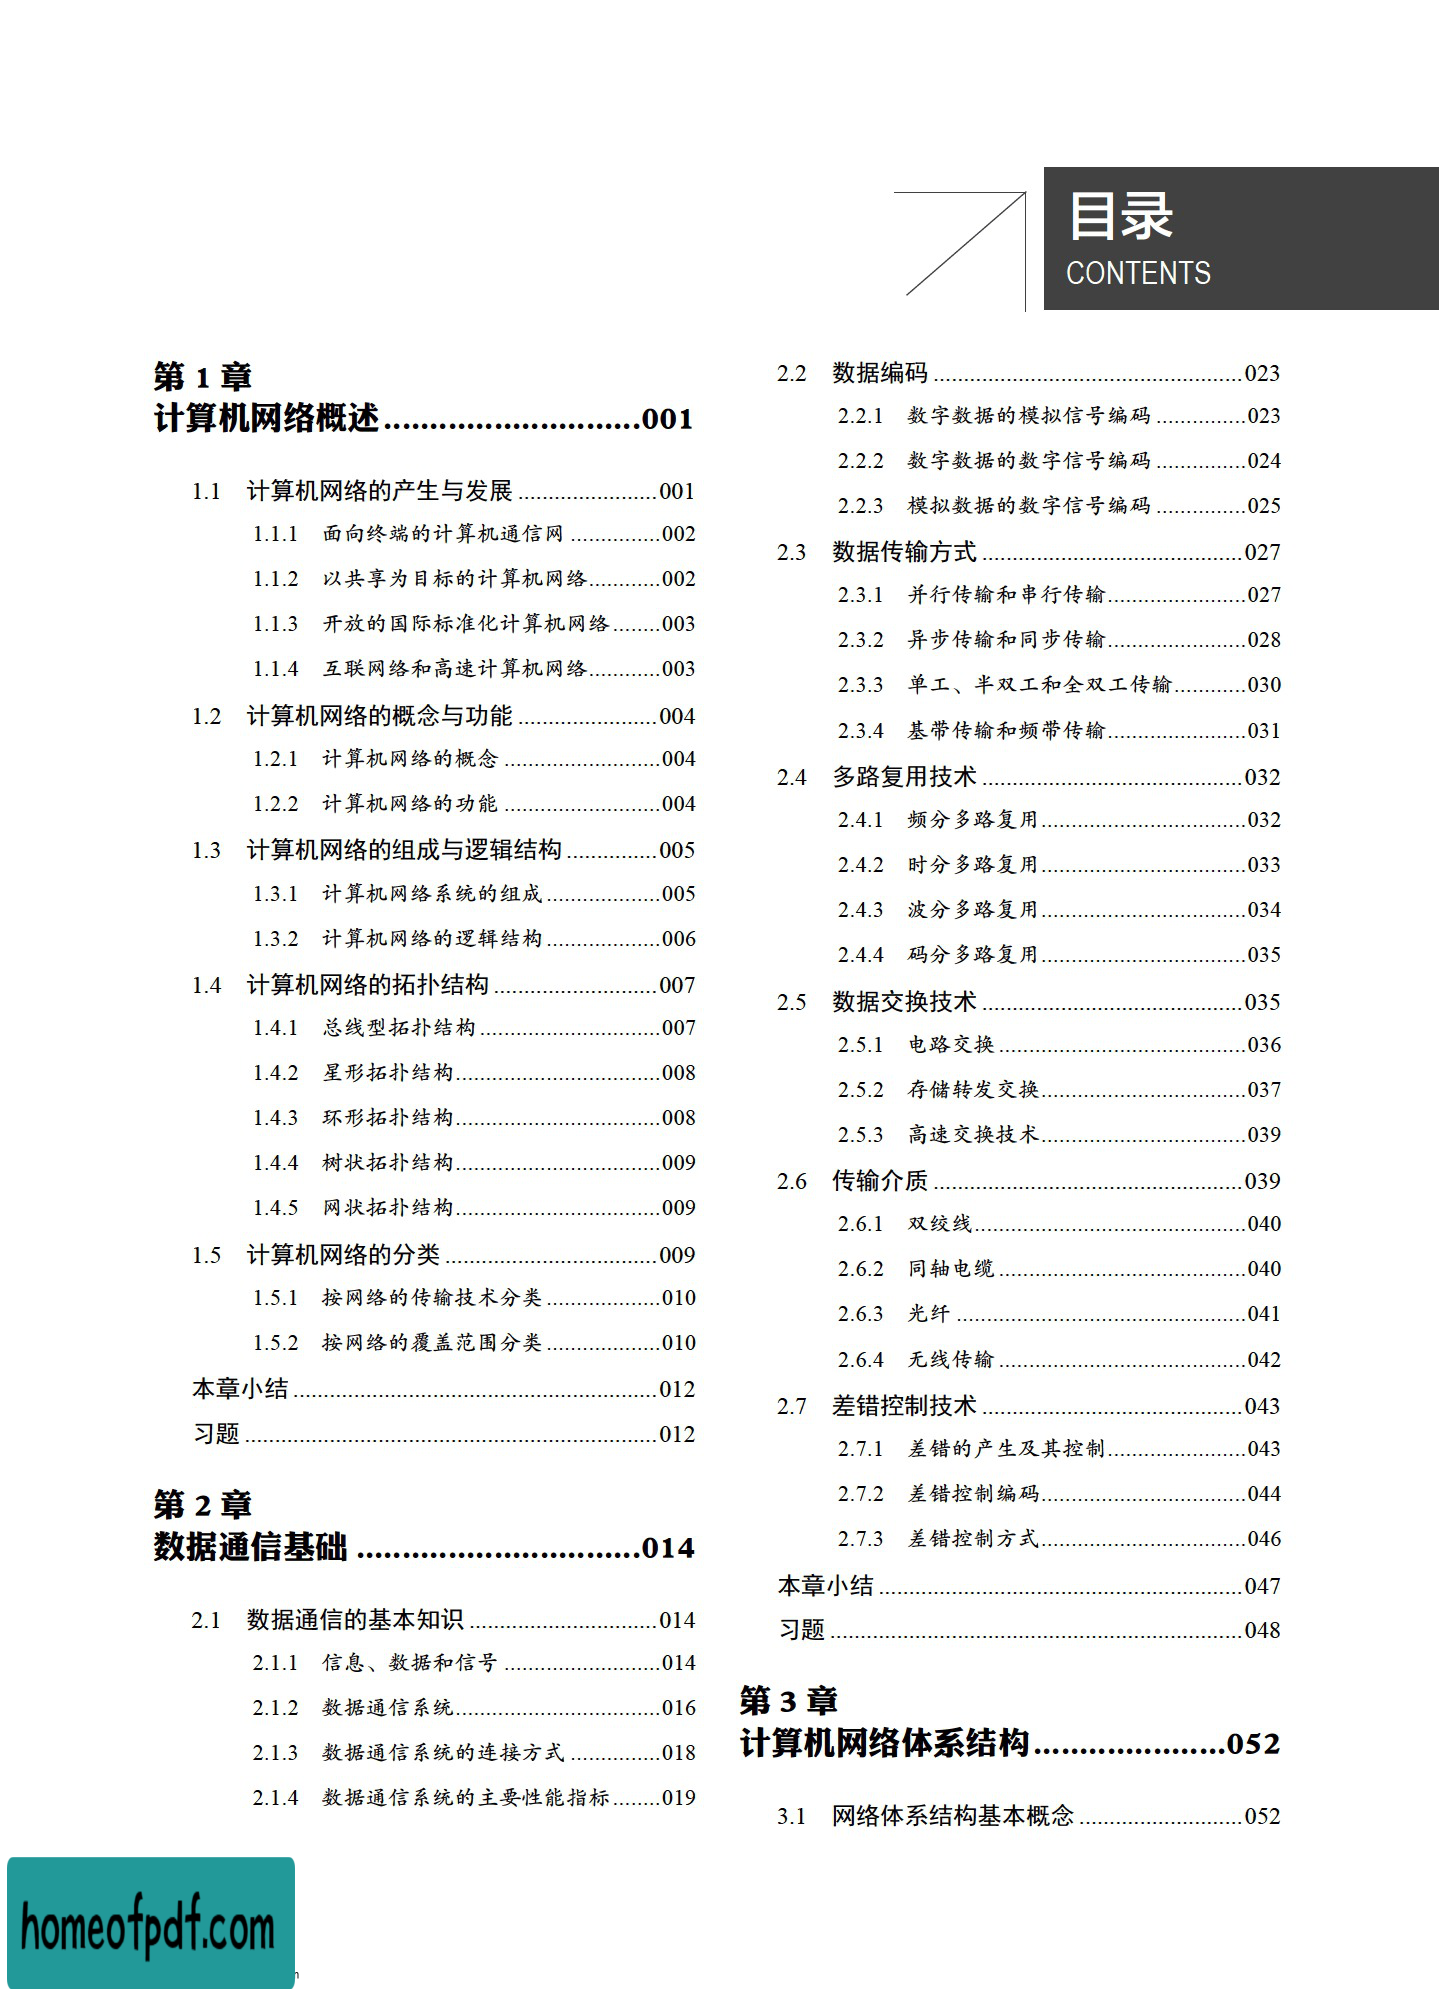 目录
CONTENTS
第 1 章
计算机网络概述............................001
1.1 计算机网络的产生与发展.......................001
1.1.1 面向终端的计算机通信网...............002
1.1.2 以共享为目标的计算机网络............002
1.1.3 开放的国际标准化计算机网络........003
1.1.4 互联网络和高速计算机网络............003
1.2 计算机网络的概念与功能.......................004
1.2.1 计算机网络的概念..........................004
1.2.2 计算机网络的功能..........................004
1.3 计算机网络的组成与逻辑结构...............005
1.3.1 计算机网络系统的组成...................005
1.3.2 计算机网络的逻辑结构...................006
1.4 计算机网络的拓扑结构...........................007
1.4.1 总线型拓扑结构..............................007
1.4.2 星形拓扑结构..................................008
1.4.3 环形拓扑结构..................................008
1.4.4 树状拓扑结构..................................009
1.4.5 网状拓扑结构..................................009
1.5 计算机网络的分类...................................009
1.5.1 按网络的传输技术分类...................010
1.5.2 按网络的覆盖范围分类...................010
本章小结............................................................012
习题....................................................................012
第 2 章
数据通信基础...............................014
2.1 数据通信的基本知识...............................014
2.1.1 信息、数据和信号..........................014
2.1.2 数据通信系统..................................016
2.1.3 数据通信系统的连接方式...............018
2.1.4 数据通信系统的主要性能指标........019
2.2 数据编码...................................................023
2.2.1 数字数据的模拟信号编码...............023
2.2.2 数字数据的数字信号编码...............024
2.2.3 模拟数据的数字信号编码...............025
2.3 数据传输方式...........................................027
2.3.1 并行传输和串行传输.......................027
2.3.2 异步传输和同步传输.......................028
2.3.3 单工、半双工和全双工传输............030
2.3.4 基带传输和频带传输.......................031
2.4 多路复用技术...........................................032
2.4.1 频分多路复用..................................032
2.4.2 时分多路复用..................................033
2.4.3 波分多路复用..................................034
2.4.4 码分多路复用..................................035
2.5 数据交换技术...........................................035
2.5.1 电路交换.........................................036
2.5.2 存储转发交换..................................037
2.5.3 高速交换技术..................................039
2.6 传输介质...................................................039
2.6.1 双绞线.............................................040
2.6.2 同轴电缆.........................................040
2.6.3 光纤................................................041
2.6.4 无线传输.........................................042
2.7 差错控制技术...........................................043
2.7.1 差错的产生及其控制.......................043
2.7.2 差错控制编码..................................044
2.7.3 差错控制方式..................................046
本章小结............................................................047
习题....................................................................048
第 3 章
计算机网络体系结构.....................052
3.1 网络体系结构基本概念...........................052
homeofpdf.com